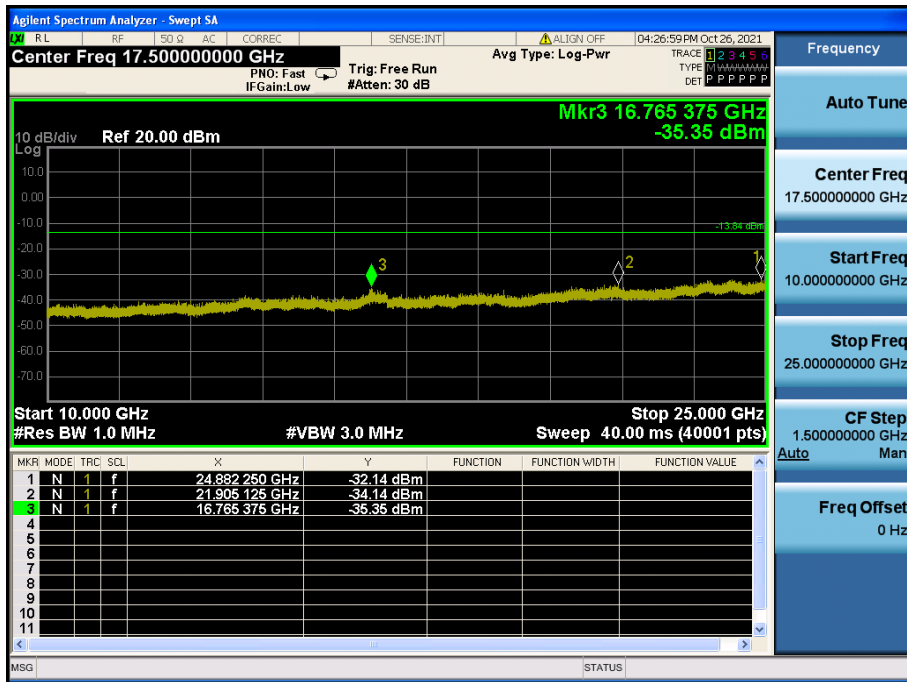 Agilent Spectrum Analyzer - Swept SA
LXI RL RF 50 Ω AC CORREC SENSE:INT ALIGN OFF 04:26:59 PM Oct 26, 2021
Center Freq 17.500000000 GHz
PNO: Fast
IFGain:Low
Trig: Free Run
#Atten: 30 dB
Avg Type: Log-Pwr
TRACE 1 2 3 4 5 6
TYPE M WWWWW
DET P P P P P P
Mkr3 16.765 375 GHz
-35.35 dBm
10 dB/div Ref 20.00 dBm
Log
10.0
0.00
-10.0
-13.84 dBm
-20.0
-30.0
-40.0
-50.0
-60.0
-70.0
3
2
1
Start 10.000 GHz Stop 25.000 GHz
#Res BW 1.0 MHz #VBW 3.0 MHz Sweep 40.00 ms (40001 pts)
MKR MODE TRC SCL X Y FUNCTION FUNCTION WIDTH FUNCTION VALUE
1 N 1 f 24.882 250 GHz -32.14 dBm
2 N 1 f 21.905 125 GHz -34.14 dBm
3 N 1 f 16.765 375 GHz -35.35 dBm
4
5
6
7
8
9
10
11
MSG STATUS
Frequency
Auto Tune
Center Freq
17.500000000 GHz
Start Freq
10.000000000 GHz
Stop Freq
25.000000000 GHz
CF Step
1.500000000 GHz
Auto Man
Freq Offset
0 Hz